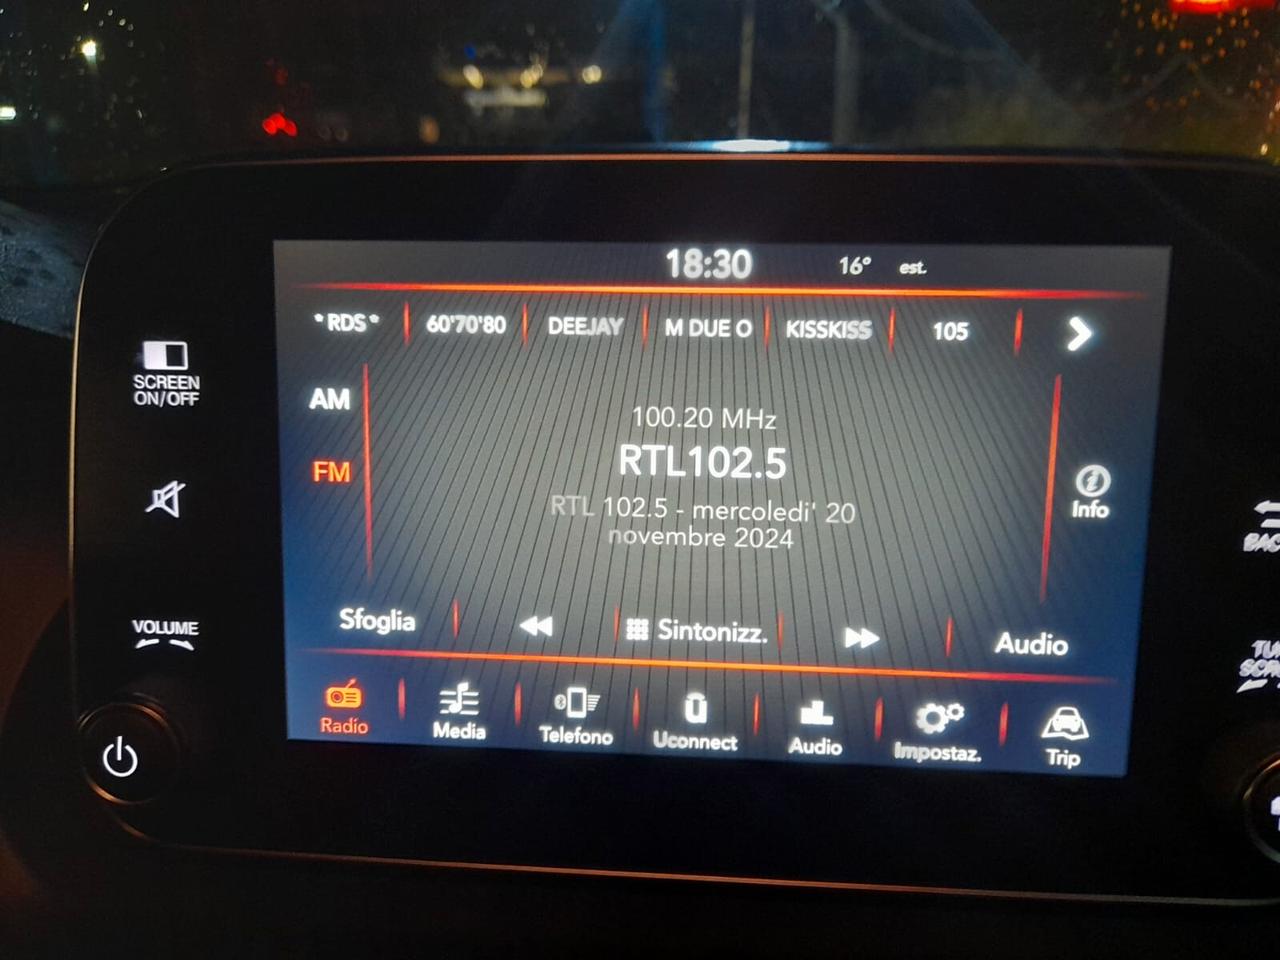 18:30 16° est.
*RDS* 60'70'80 DEEJAY M DUE O KISSKISS 105
SCREEN
ON/OFF
AM
100.20 MHz
RTL102.5
FM
RTL 102.5 - mercoledi' 20
novembre 2024
Info
VOLUME
Sfoglia Sintonizz. Audio
Radio Media Telefono Uconnect Audio Impostaz. Trip